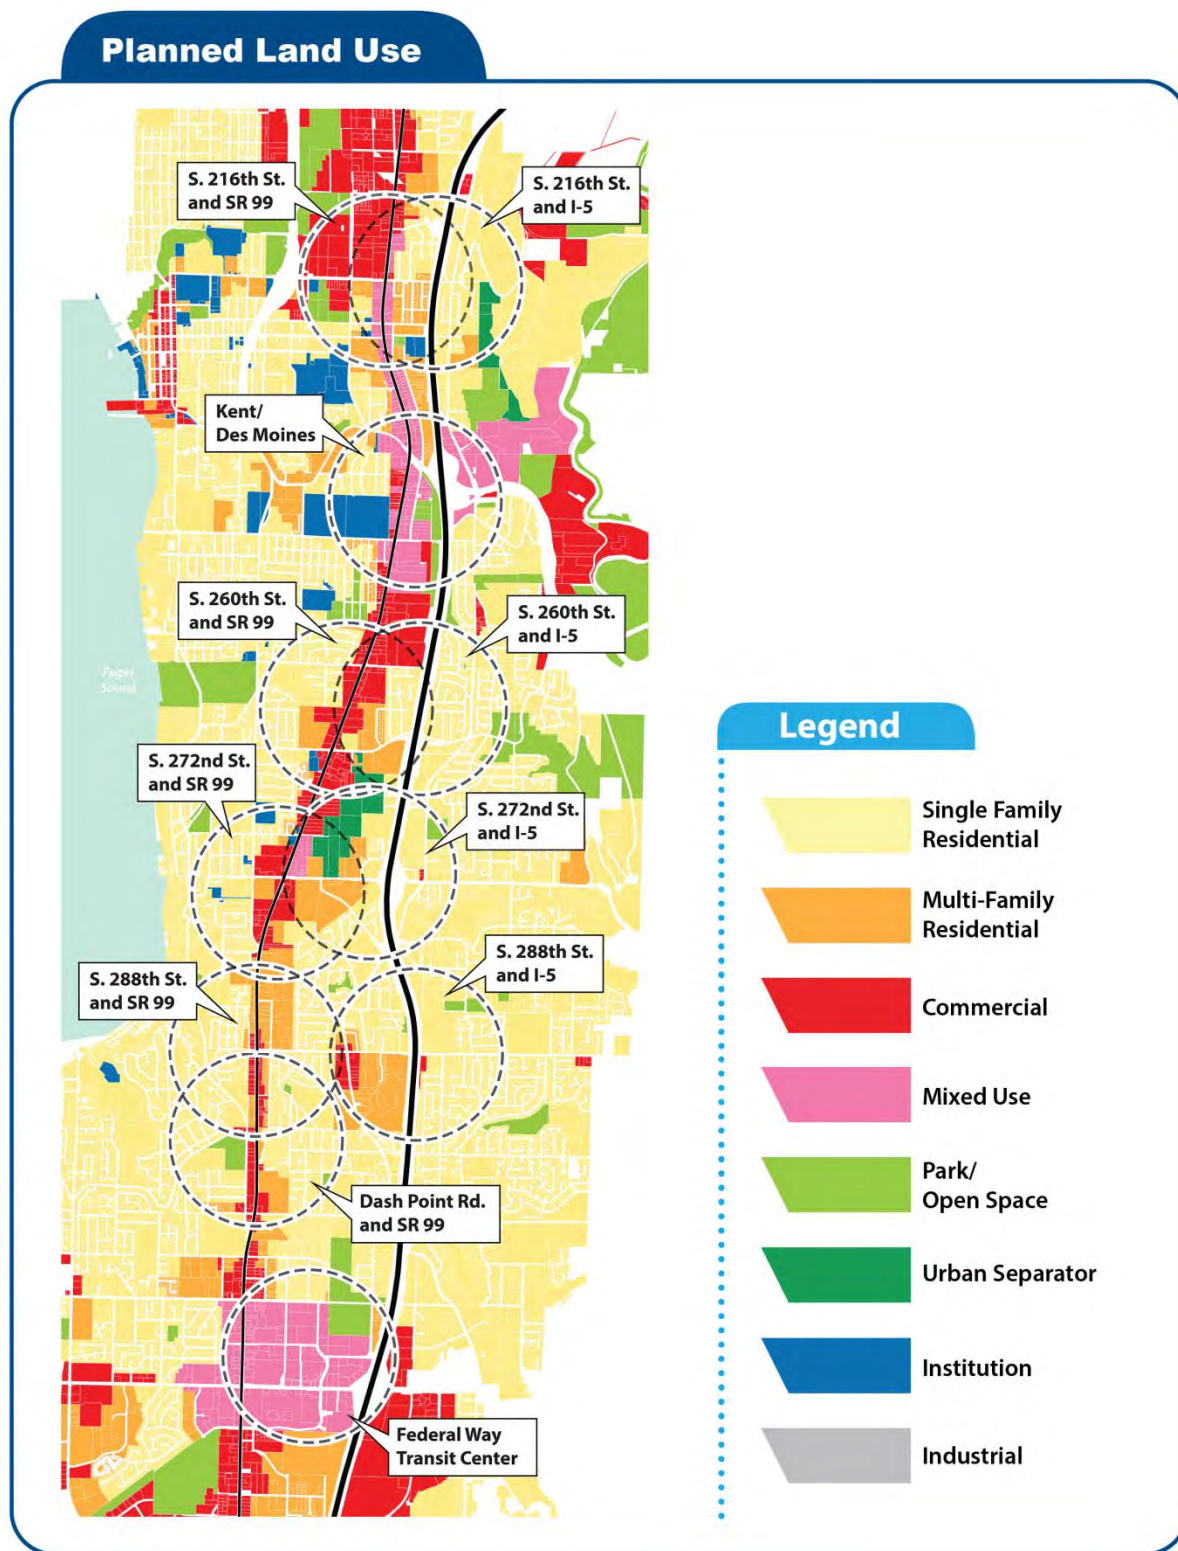 Planned Land Use
S. 216th St.
and SR 99
S. 216th St.
and I-5
Kent/
Des Moines
S. 260th St.
and SR 99
S. 260th St.
and I-5
Puget
Sound
S. 272nd St.
and SR 99
S. 272nd St.
and I-5
S. 288th St.
and SR 99
S. 288th St.
and I-5
Dash Point Rd.
and SR 99
Federal Way
Transit Center
Legend
Single Family
Residential
Multi-Family
Residential
Commercial
Mixed Use
Park/
Open Space
Urban Separator
Institution
Industrial